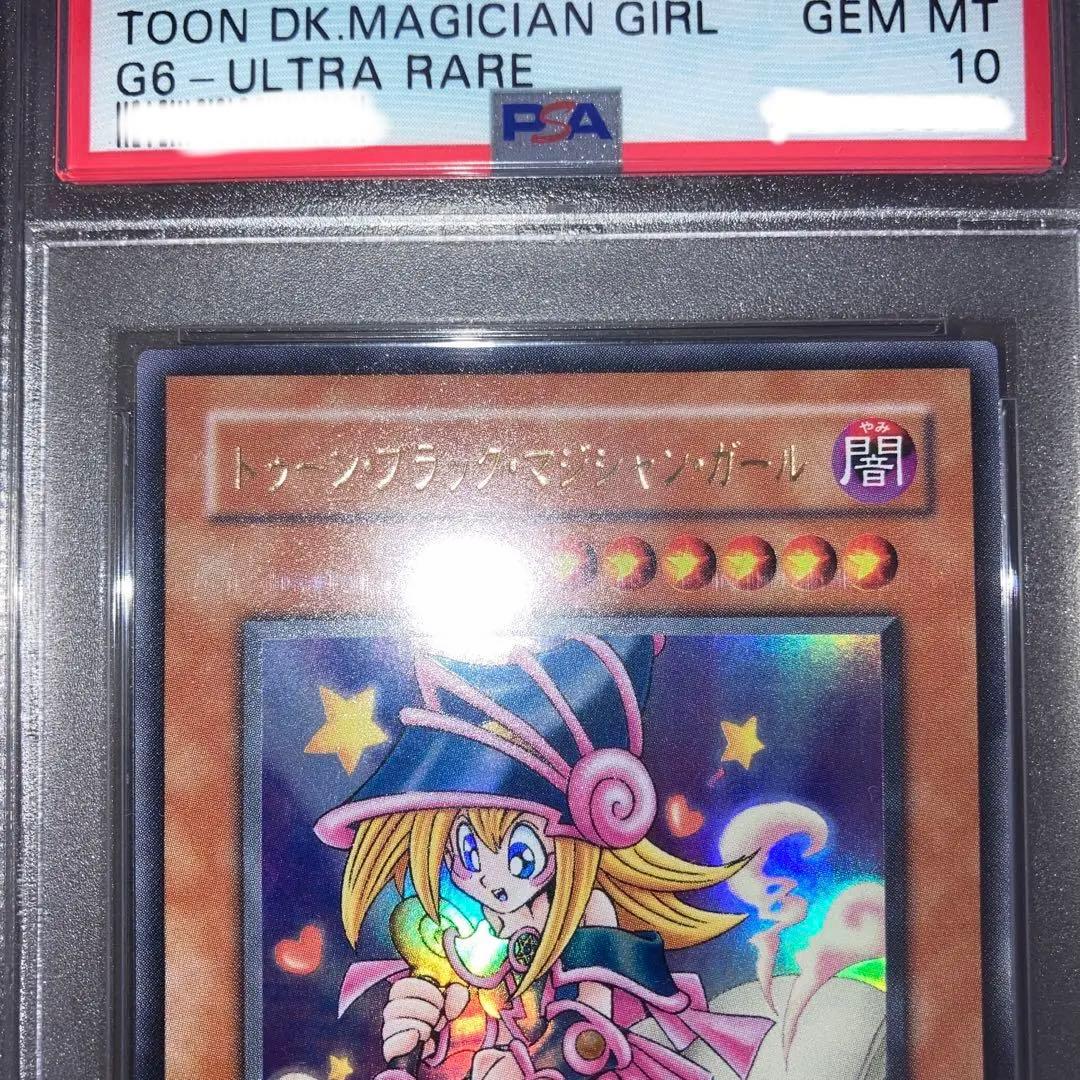 TOON DK.MAGICIAN GIRL GEM MT
G6 - ULTRA RARE 10
PSA
トゥーン・ブラック・マジシャン・ガール
やみ
闇